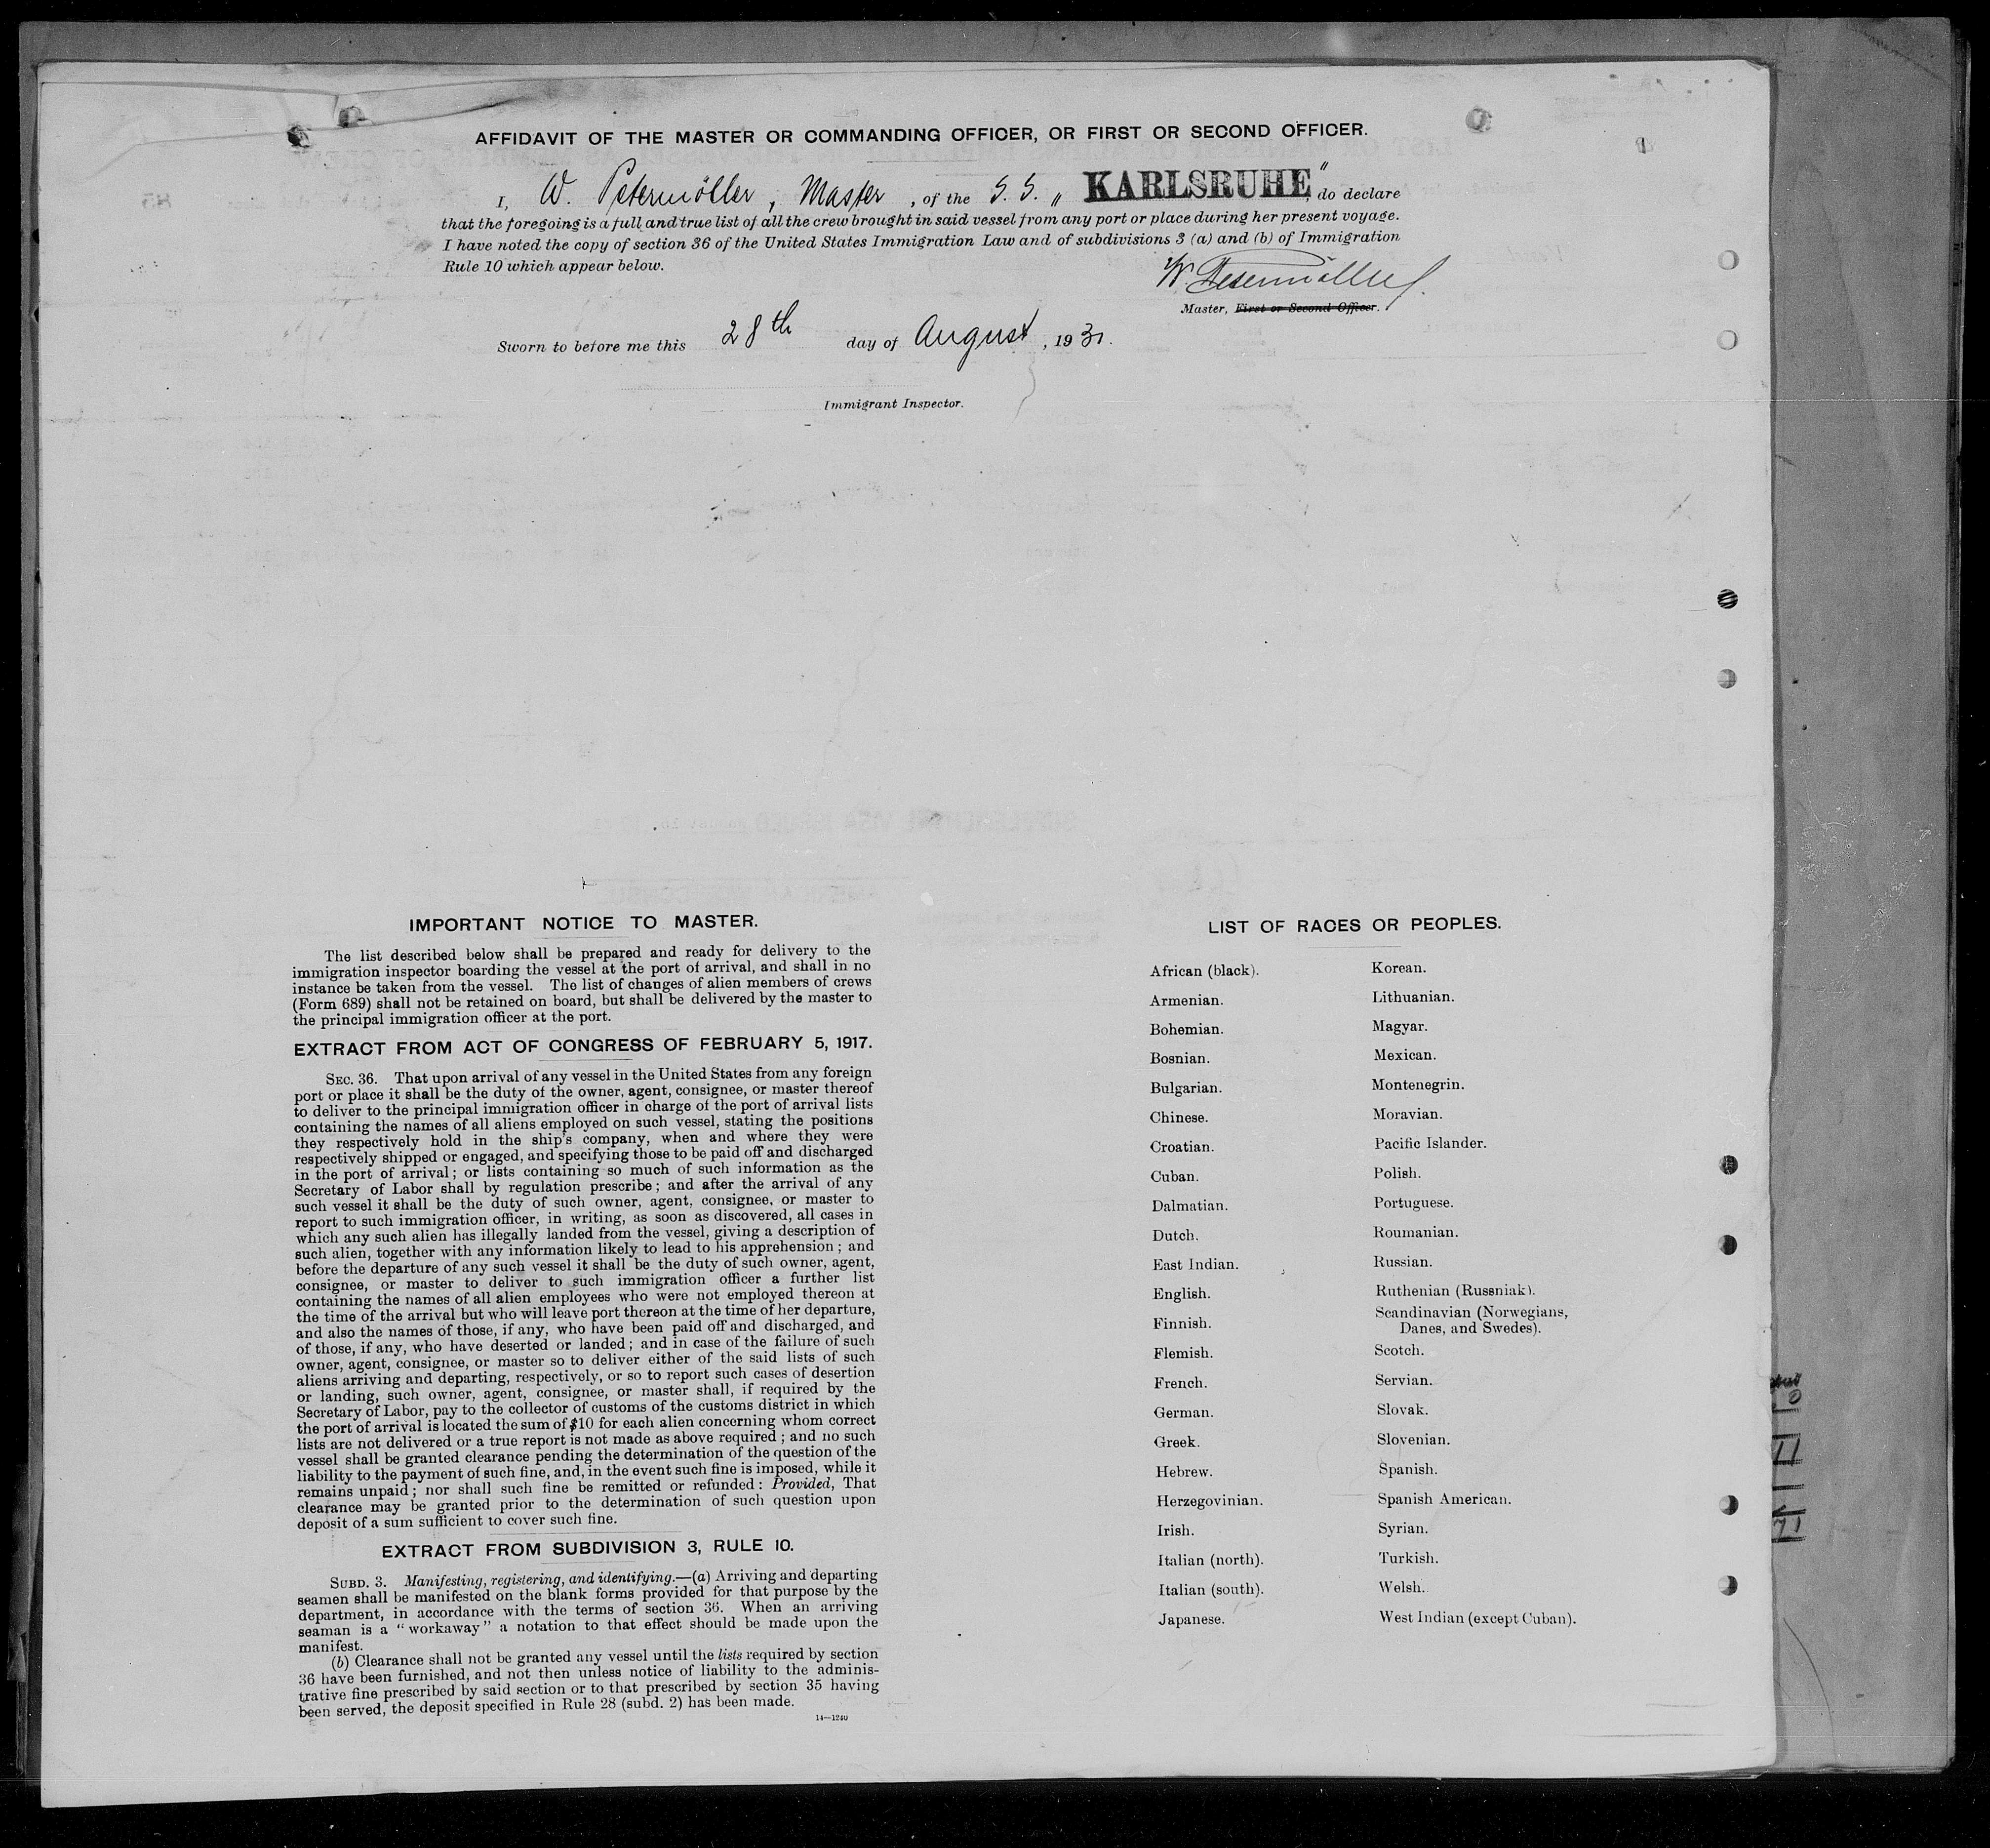 AFFIDAVIT OF THE MASTER OR COMMANDING OFFICER, OR FIRST OR SECOND OFFICER.
I, W. Petermöller, Master, of the S. S. „KARLSRUHE", do declare
that the foregoing is a full and true list of all the crew brought in said vessel from any port or place during her present voyage.
I have noted the copy of section 36 of the United States Immigration Law and of subdivisions 3 (a) and (b) of Immigration
Rule 10 which appear below.
W. Petermöller
Master, First or Second Officer.
Sworn to before me this 28th day of August, 1931.
Immigrant Inspector.
IMPORTANT NOTICE TO MASTER.
The list described below shall be prepared and ready for delivery to the
immigration inspector boarding the vessel at the port of arrival, and shall in no
instance be taken from the vessel. The list of changes of alien members of crews
(Form 689) shall not be retained on board, but shall be delivered by the master to
the principal immigration officer at the port.
EXTRACT FROM ACT OF CONGRESS OF FEBRUARY 5, 1917.
SEC. 36. That upon arrival of any vessel in the United States from any foreign
port or place it shall be the duty of the owner, agent, consignee, or master thereof
to deliver to the principal immigration officer in charge of the port of arrival lists
containing the names of all aliens employed on such vessel, stating the positions
they respectively hold in the ship's company, when and where they were
respectively shipped or engaged, and specifying those to be paid off and discharged
in the port of arrival; or lists containing so much of such information as the
Secretary of Labor shall by regulation prescribe; and after the arrival of any
such vessel it shall be the duty of such owner, agent, consignee, or master to
report to such immigration officer, in writing, as soon as discovered, all cases in
which any such alien has illegally landed from the vessel, giving a description of
such alien, together with any information likely to lead to his apprehension; and
before the departure of any such vessel it shall be the duty of such owner, agent,
consignee, or master to deliver to such immigration officer a further list
containing the names of all alien employees who were not employed thereon at
the time of the arrival but who will leave port thereon at the time of her departure,
and also the names of those, if any, who have been paid off and discharged, and
of those, if any, who have deserted or landed; and in case of the failure of such
owner, agent, consignee, or master so to deliver either of the said lists of such
aliens arriving and departing, respectively, or so to report such cases of desertion
or landing, such owner, agent, consignee, or master shall, if required by the
Secretary of Labor, pay to the collector of customs of the customs district in which
the port of arrival is located the sum of $10 for each alien concerning whom correct
lists are not delivered or a true report is not made as above required; and no such
vessel shall be granted clearance pending the determination of the question of the
liability to the payment of such fine, and, in the event such fine is imposed, while it
remains unpaid; nor shall such fine be remitted or refunded: Provided, That
clearance may be granted prior to the determination of such question upon
deposit of a sum sufficient to cover such fine.
EXTRACT FROM SUBDIVISION 3, RULE 10.
SUBD. 3. Manifesting, registering, and identifying.—(a) Arriving and departing
seamen shall be manifested on the blank forms provided for that purpose by the
department, in accordance with the terms of section 36. When an arriving
seaman is a "workaway" a notation to that effect should be made upon the
manifest.
(b) Clearance shall not be granted any vessel until the lists required by section
36 have been furnished, and not then unless notice of liability to the adminis-
trative fine prescribed by said section or to that prescribed by section 35 having
been served, the deposit specified in Rule 28 (subd. 2) has been made.
14—1240
LIST OF RACES OR PEOPLES.
African (black).
Armenian.
Bohemian.
Bosnian.
Bulgarian.
Chinese.
Croatian.
Cuban.
Dalmatian.
Dutch.
East Indian.
English.
Finnish.
Flemish.
French.
German.
Greek.
Hebrew.
Herzegovinian.
Irish.
Italian (north).
Italian (south).
Japanese.
Korean.
Lithuanian.
Magyar.
Mexican.
Montenegrin.
Moravian.
Pacific Islander.
Polish.
Portuguese.
Roumanian.
Russian.
Ruthenian (Russniak).
Scandinavian (Norwegians,
Danes, and Swedes).
Scotch.
Servian.
Slovak.
Slovenian.
Spanish.
Spanish American.
Syrian.
Turkish.
Welsh.
West Indian (except Cuban).